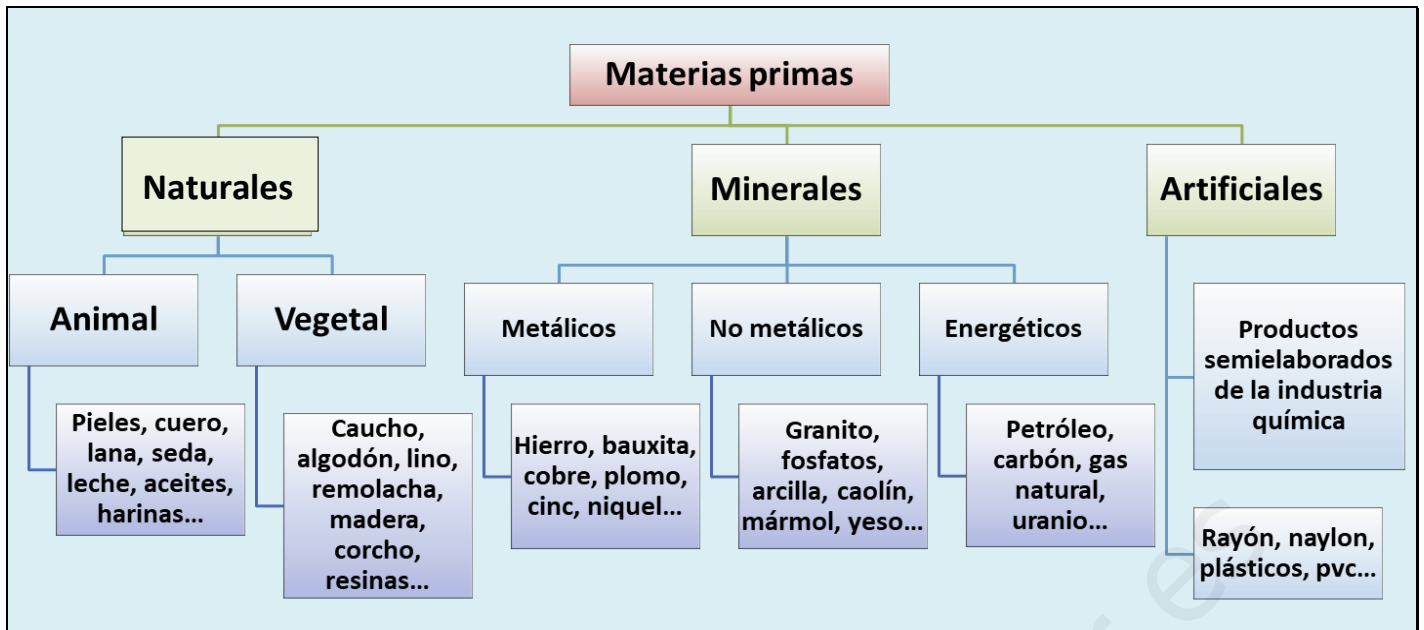 Materias primas
Naturales
Minerales
Artificiales
Animal
Vegetal
Metálicos
No metálicos
Energéticos
Productos
semielaborados
de la industria
química
Pieles, cuero,
lana, seda,
leche, aceites,
harinas...
Caucho,
algodón, lino,
remolacha,
madera,
corcho,
resinas...
Hierro, bauxita,
cobre, plomo,
cinc, niquel...
Granito,
fosfatos,
arcilla, caolín,
mármol, yeso...
Petróleo,
carbón, gas
natural,
uranio...
Rayón, naylon,
plásticos, pvc...